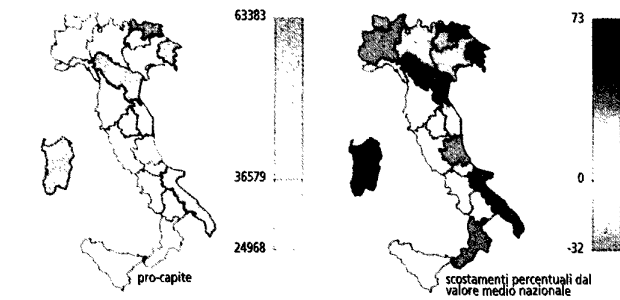 63383
36579
24968
pro-capite
73
0
-32
scostamenti percentuali dal
valore medio nazionale